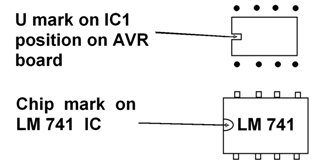 U mark on IC1
position on AVR
board
Chip mark on
LM 741 IC
LM 741